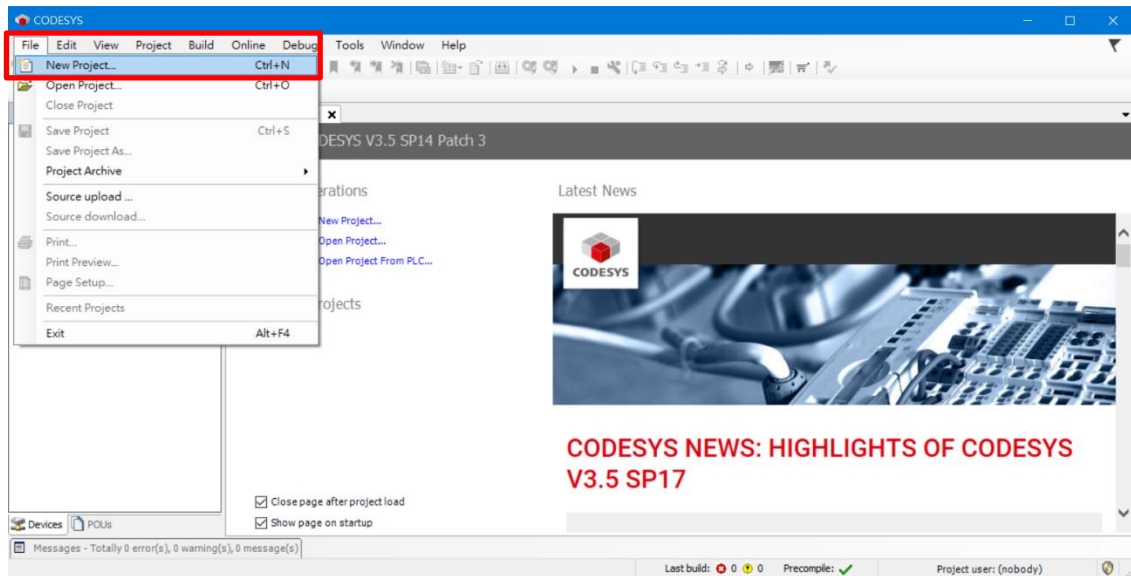 CODESYS
File Edit View Project Build Online Debug Tools Window Help
New Project... Ctrl+N
Open Project... Ctrl+O
Close Project
Save Project Ctrl+S
Save Project As...
Project Archive
Source upload ...
Source download...
Print...
Print Preview...
Page Setup...
Recent Projects
Exit Alt+F4
DESYS V3.5 SP14 Patch 3
erations
New Project...
Open Project...
Open Project From PLC...
rojects
Close page after project load
Show page on startup
Latest News
CODESYS
CODESYS NEWS: HIGHLIGHTS OF CODESYS
V3.5 SP17
Devices POUs
Messages - Totally 0 error(s), 0 warning(s), 0 message(s)
Last build: 0 0 Precompile: Project user: (nobody)